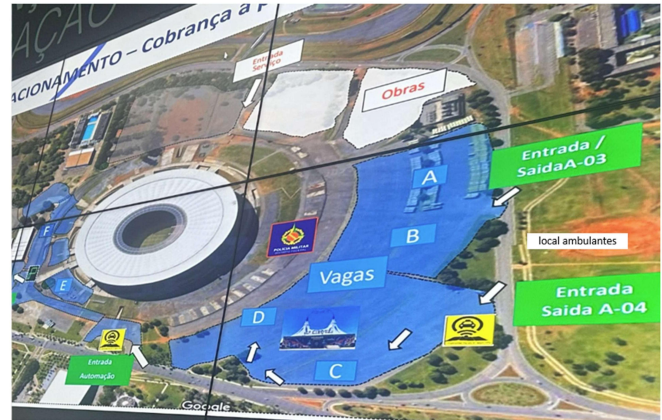 AÇÃO
ACIONAMENTO – Cobrança a p
Entrada
Serviço
Obras
Entrada /
SaidaA-03
A
local ambulantes
B
POLÍCIA MILITAR
Vagas
Entrada
Saida A-04
F
E
D
C
Entrada
Automação
Google